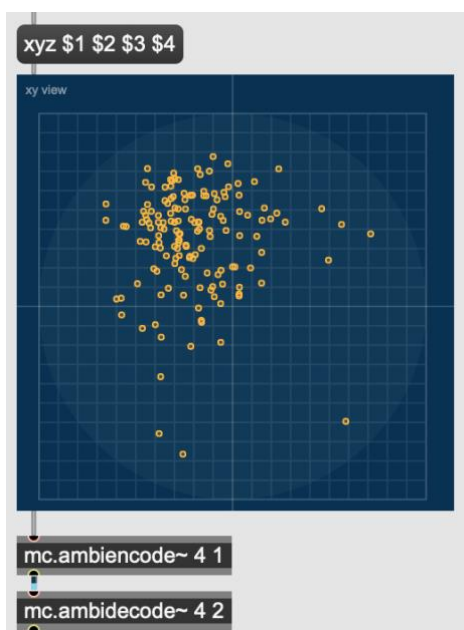 xyz $1 $2 $3 $4
xy view
mc.ambiencode~ 4 1
mc.ambidecode~ 4 2